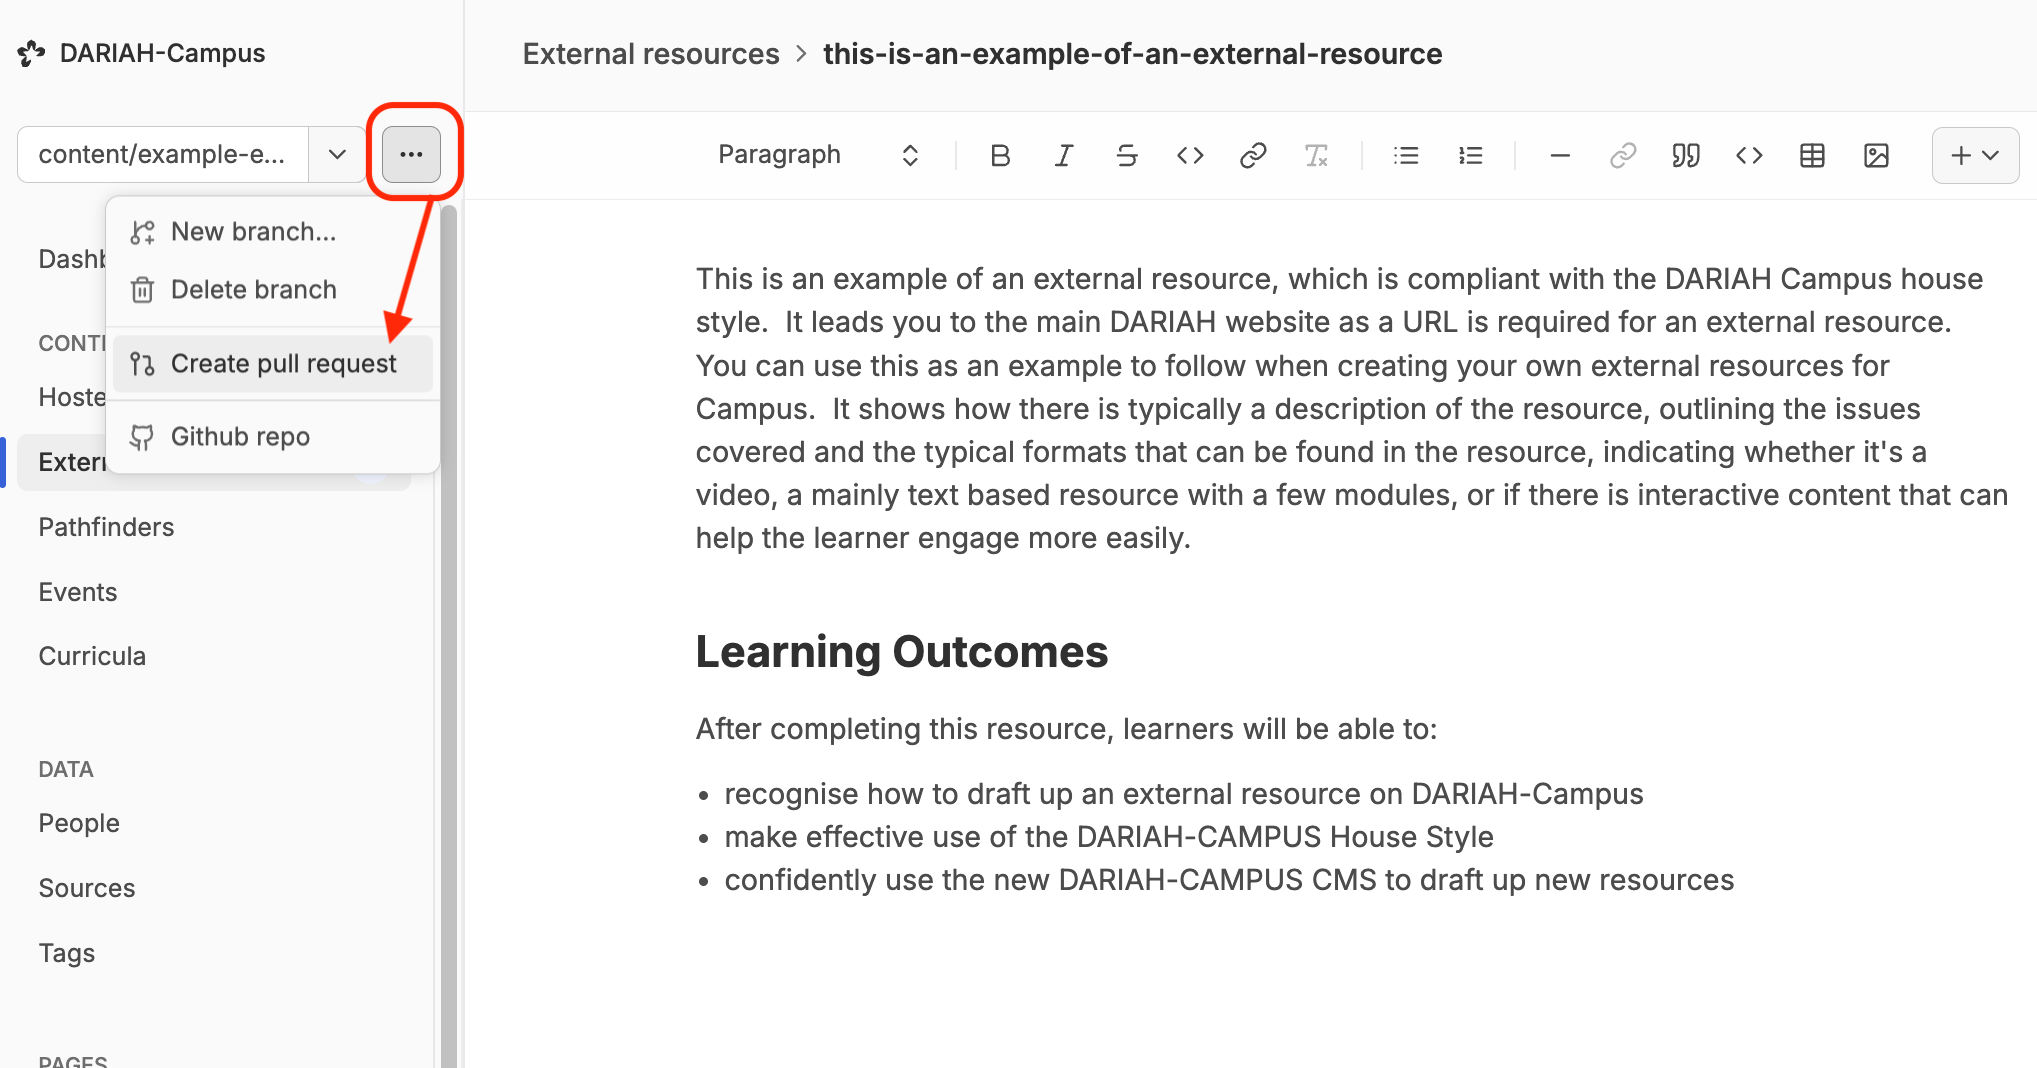 DARIAH-Campus
External resources > this-is-an-example-of-an-external-resource
content/example-e...
Paragraph
New branch...
Delete branch
Create pull request
Github repo
Dashb
CONT
Hoste
Extern
Pathfinders
Events
Curricula
DATA
People
Sources
Tags
PAGES
This is an example of an external resource, which is compliant with the DARIAH Campus house
style.  It leads you to the main DARIAH website as a URL is required for an external resource.
You can use this as an example to follow when creating your own external resources for
Campus.  It shows how there is typically a description of the resource, outlining the issues
covered and the typical formats that can be found in the resource, indicating whether it's a
video, a mainly text based resource with a few modules, or if there is interactive content that can
help the learner engage more easily.
Learning Outcomes
After completing this resource, learners will be able to:
• recognise how to draft up an external resource on DARIAH-Campus
• make effective use of the DARIAH-CAMPUS House Style
• confidently use the new DARIAH-CAMPUS CMS to draft up new resources